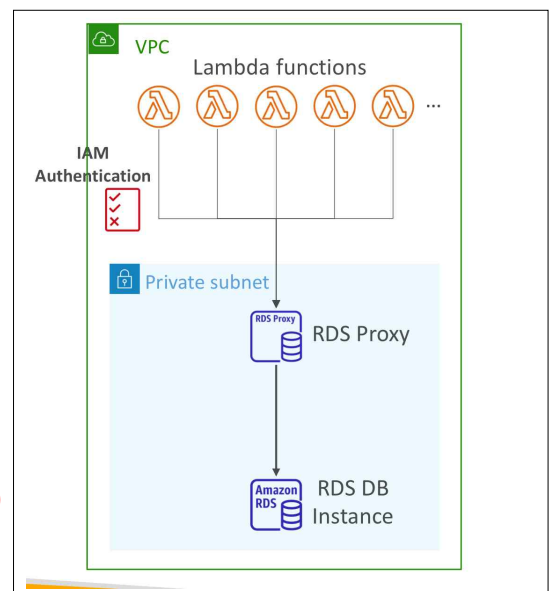 VPC
Lambda functions
...
IAM
Authentication
Private subnet
RDS Proxy
RDS Proxy
Amazon
RDS
RDS DB
Instance